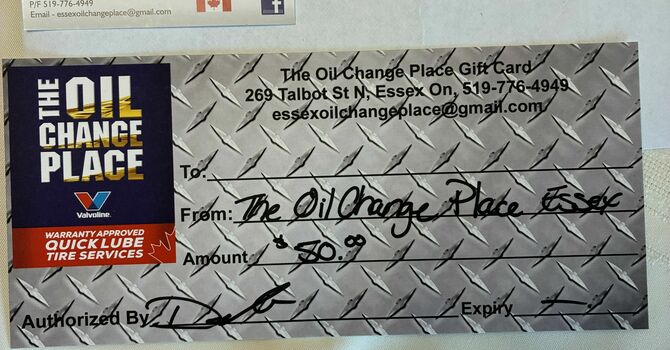 P/F 519-776-4949
Email - essexoilchangeplace@gmail.com
f
THE OIL
CHANGE
PLACE
Valvoline
WARRANTY APPROVED
QUICK LUBE
TIRE SERVICES
The Oil Change Place Gift Card
269 Talbot St N, Essex On, 519-776-4949
essexoilchangeplace@gmail.com
To:
From: The Oil Change Place Essex
Amount $50.00
Authorized By
Expiry —